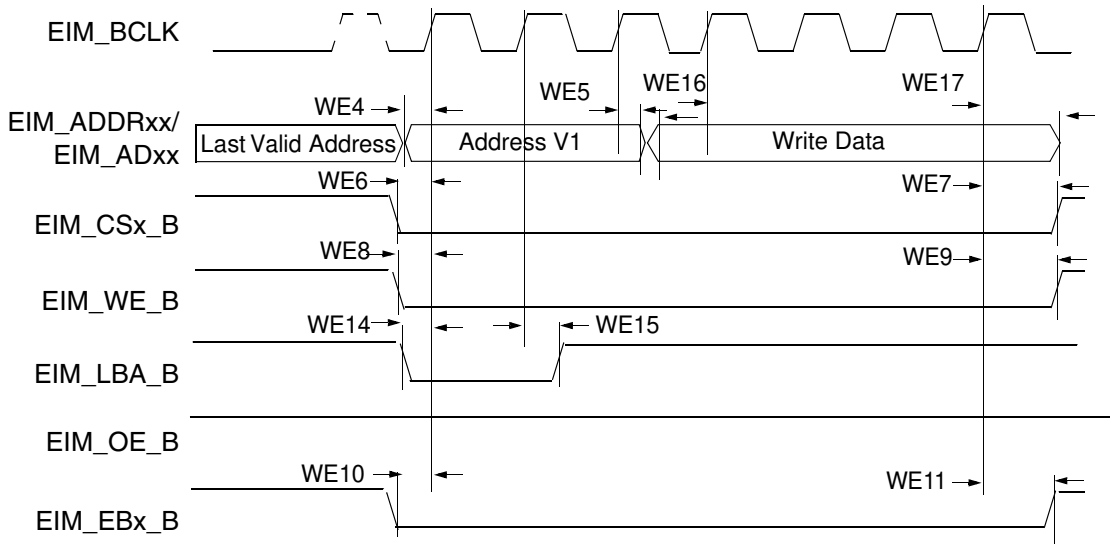 EIM_BCLK
WE4
WE5
WE16
WE17
EIM_ADDRxx/
EIM_ADxx
Last Valid Address
Address V1
Write Data
WE6
WE7
EIM_CSx_B
WE8
WE9
EIM_WE_B
WE14
WE15
EIM_LBA_B
EIM_OE_B
WE10
WE11
EIM_EBx_B